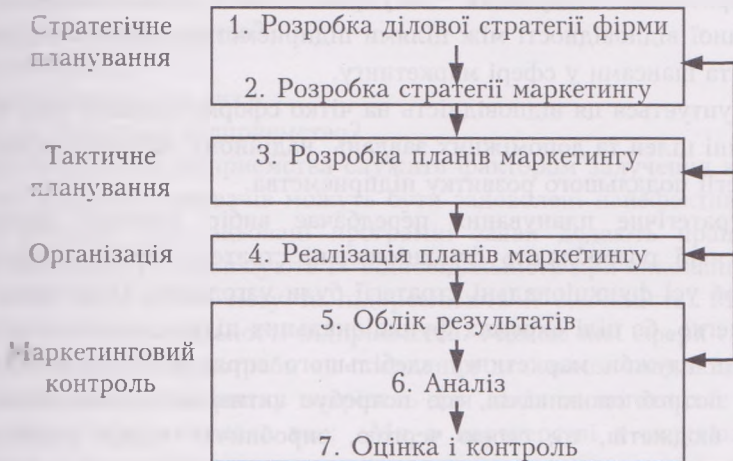 Стратегічне
планування
1. Розробка ділової стратегії фірми
2. Розробка стратегії маркетингу
Тактичне
планування
3. Розробка планів маркетингу
Організація
4. Реалізація планів маркетингу
Маркетинговий
контроль
5. Облік результатів
6. Аналіз
7. Оцінка і контроль